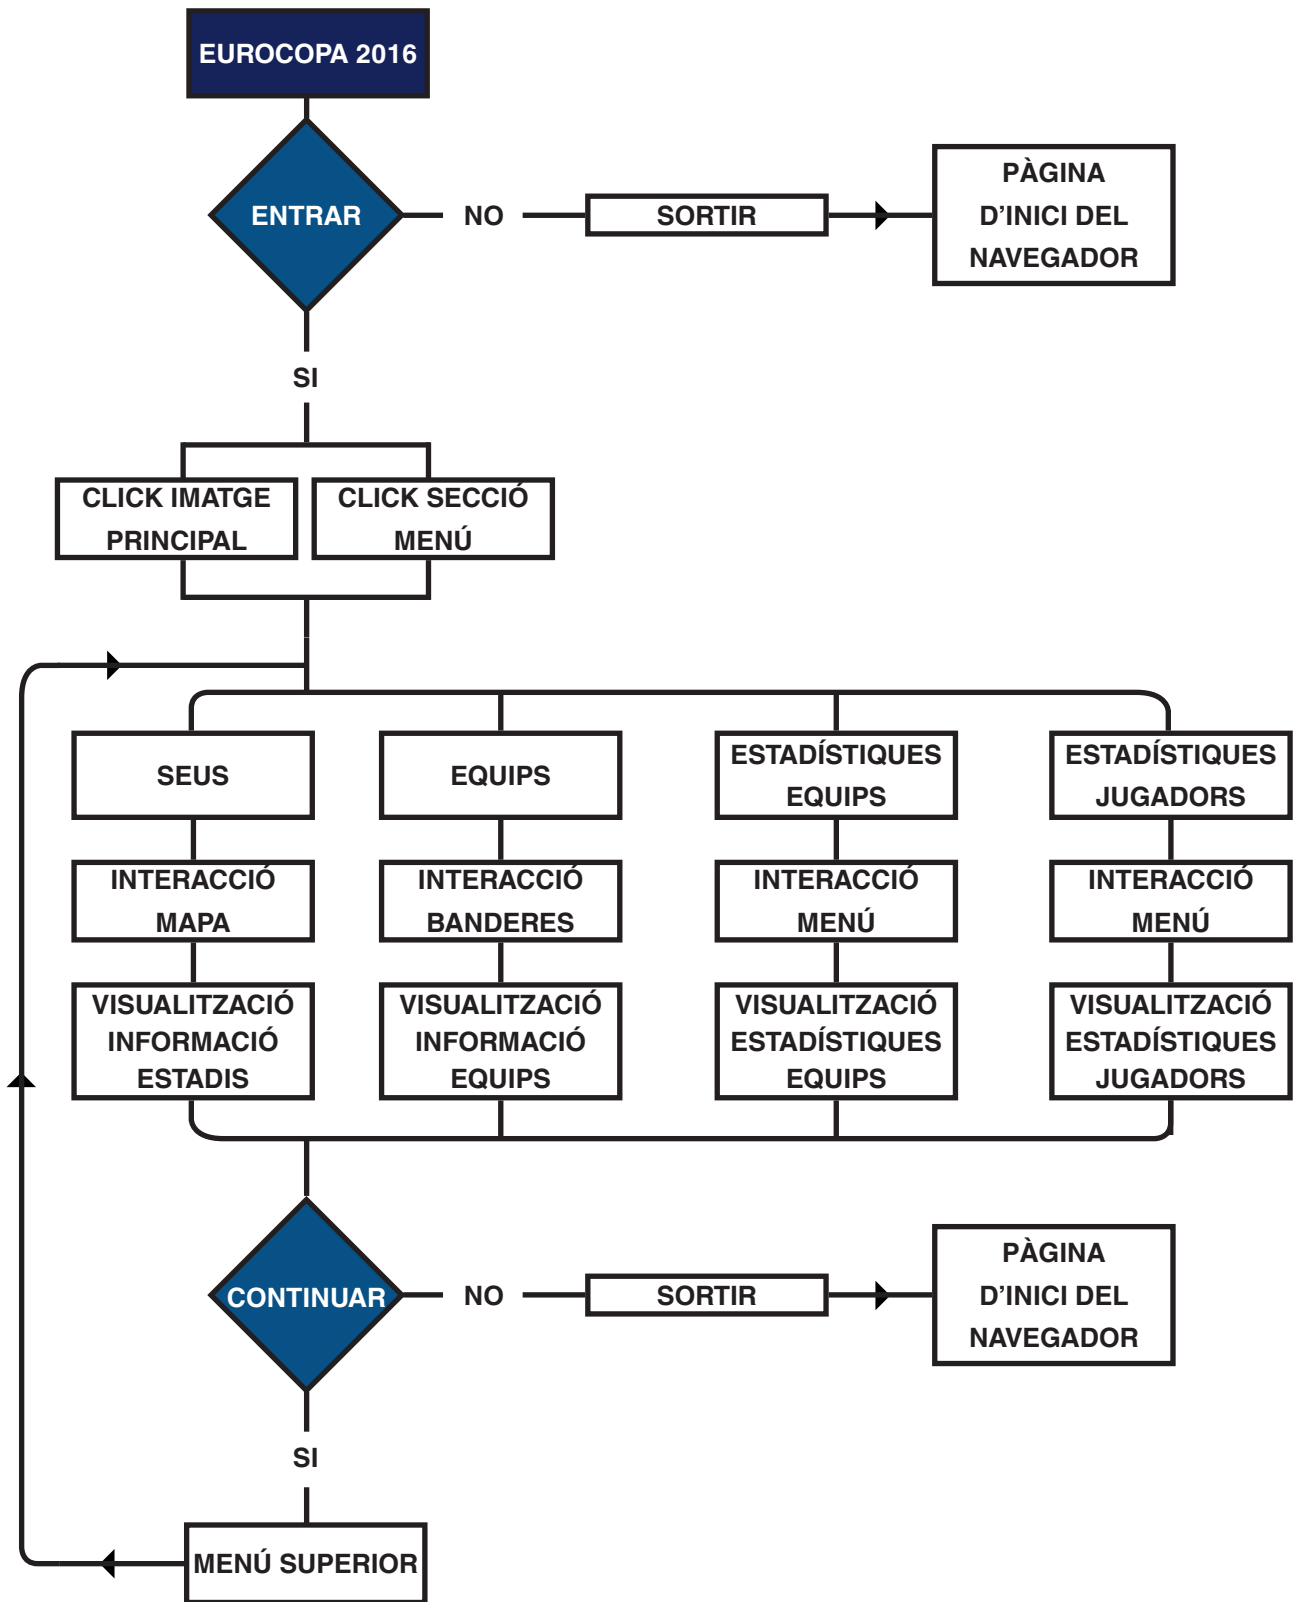 EUROCOPA 2016
ENTRAR
NO
SORTIR
PÀGINA
D'INICI DEL
NAVEGADOR
SI
CLICK IMATGE
PRINCIPAL
CLICK SECCIÓ
MENÚ
SEUS
EQUIPS
ESTADÍSTIQUES
EQUIPS
ESTADÍSTIQUES
JUGADORS
INTERACCIÓ
MAPA
INTERACCIÓ
BANDERES
INTERACCIÓ
MENÚ
INTERACCIÓ
MENÚ
VISUALITZACIÓ
INFORMACIÓ
ESTADIS
VISUALITZACIÓ
INFORMACIÓ
EQUIPS
VISUALITZACIÓ
ESTADÍSTIQUES
EQUIPS
VISUALITZACIÓ
ESTADÍSTIQUES
JUGADORS
CONTINUAR
NO
SORTIR
PÀGINA
D'INICI DEL
NAVEGADOR
SI
MENÚ SUPERIOR